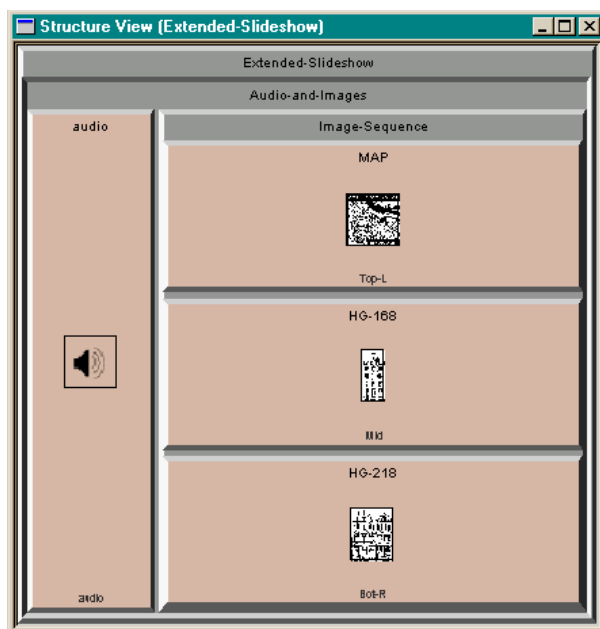 Structure View (Extended-Slideshow)
Extended-Slideshow
Audio-and-Images
audio
audio
Image-Sequence
MAP
Top-L
HG-168
Mid
HG-218
Bot-R